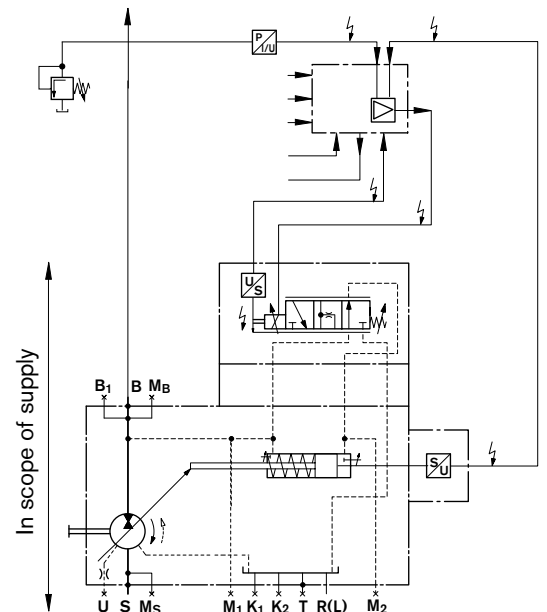 P
I/U
U
S
In scope of supply
B1 B MB
S
U
U S MS M1 K1 K2 T R(L) M2